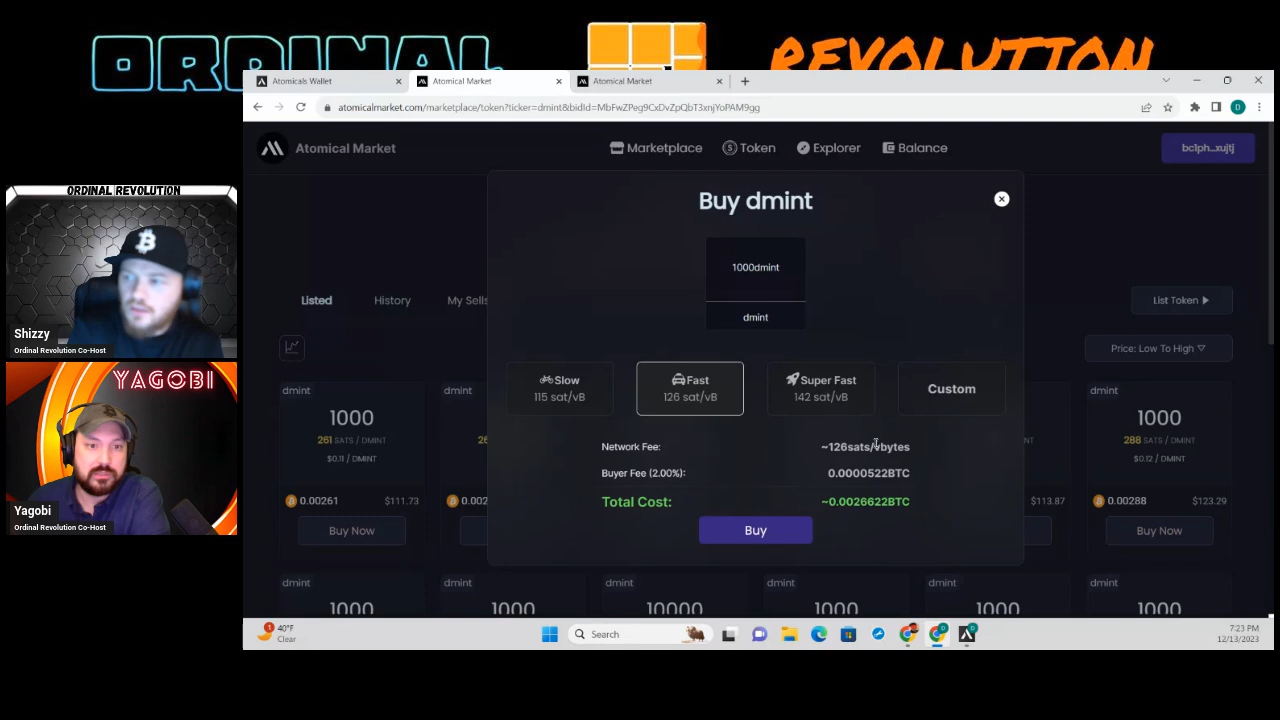 ORDINAL
REVOLUTION
Atomicals Wallet
Atomical Market
Atomical Market
atomicalmarket.com/marketplace/token?ticker=dmint&bidId=MbFwZPeg9CxDvZpQbT3xnjYoPAM9gg
D
Atomical Market
Marketplace
Token
Explorer
Balance
bc1ph...xujtj
Buy dmint
1000dmint
dmint
Listed
History
My Sells
List Token
Price: Low To High
Slow
115 sat/vB
Fast
126 sat/vB
Super Fast
142 sat/vB
Custom
Network Fee:
~126sats/vbytes
Buyer Fee (2.00%):
0.0000522BTC
Total Cost:
~0.0026622BTC
Buy
dmint
1000
261 SATS / DMINT
$0.11 / DMINT
0.00261
$111.73
Buy Now
dmint
26
0.002
$113.87
dmint
1000
288 SATS / DMINT
$0.12 / DMINT
0.00288
$123.29
Buy Now
dmint
1000
dmint
1000
dmint
10000
dmint
1000
dmint
1000
dmint
1000
ORDINAL REVOLUTION
Shizzy
Ordinal Revolution Co-Host
YAGOBI
Yagobi
Ordinal Revolution Co-Host
1
40°F
Clear
Search
7:23 PM
12/13/2023